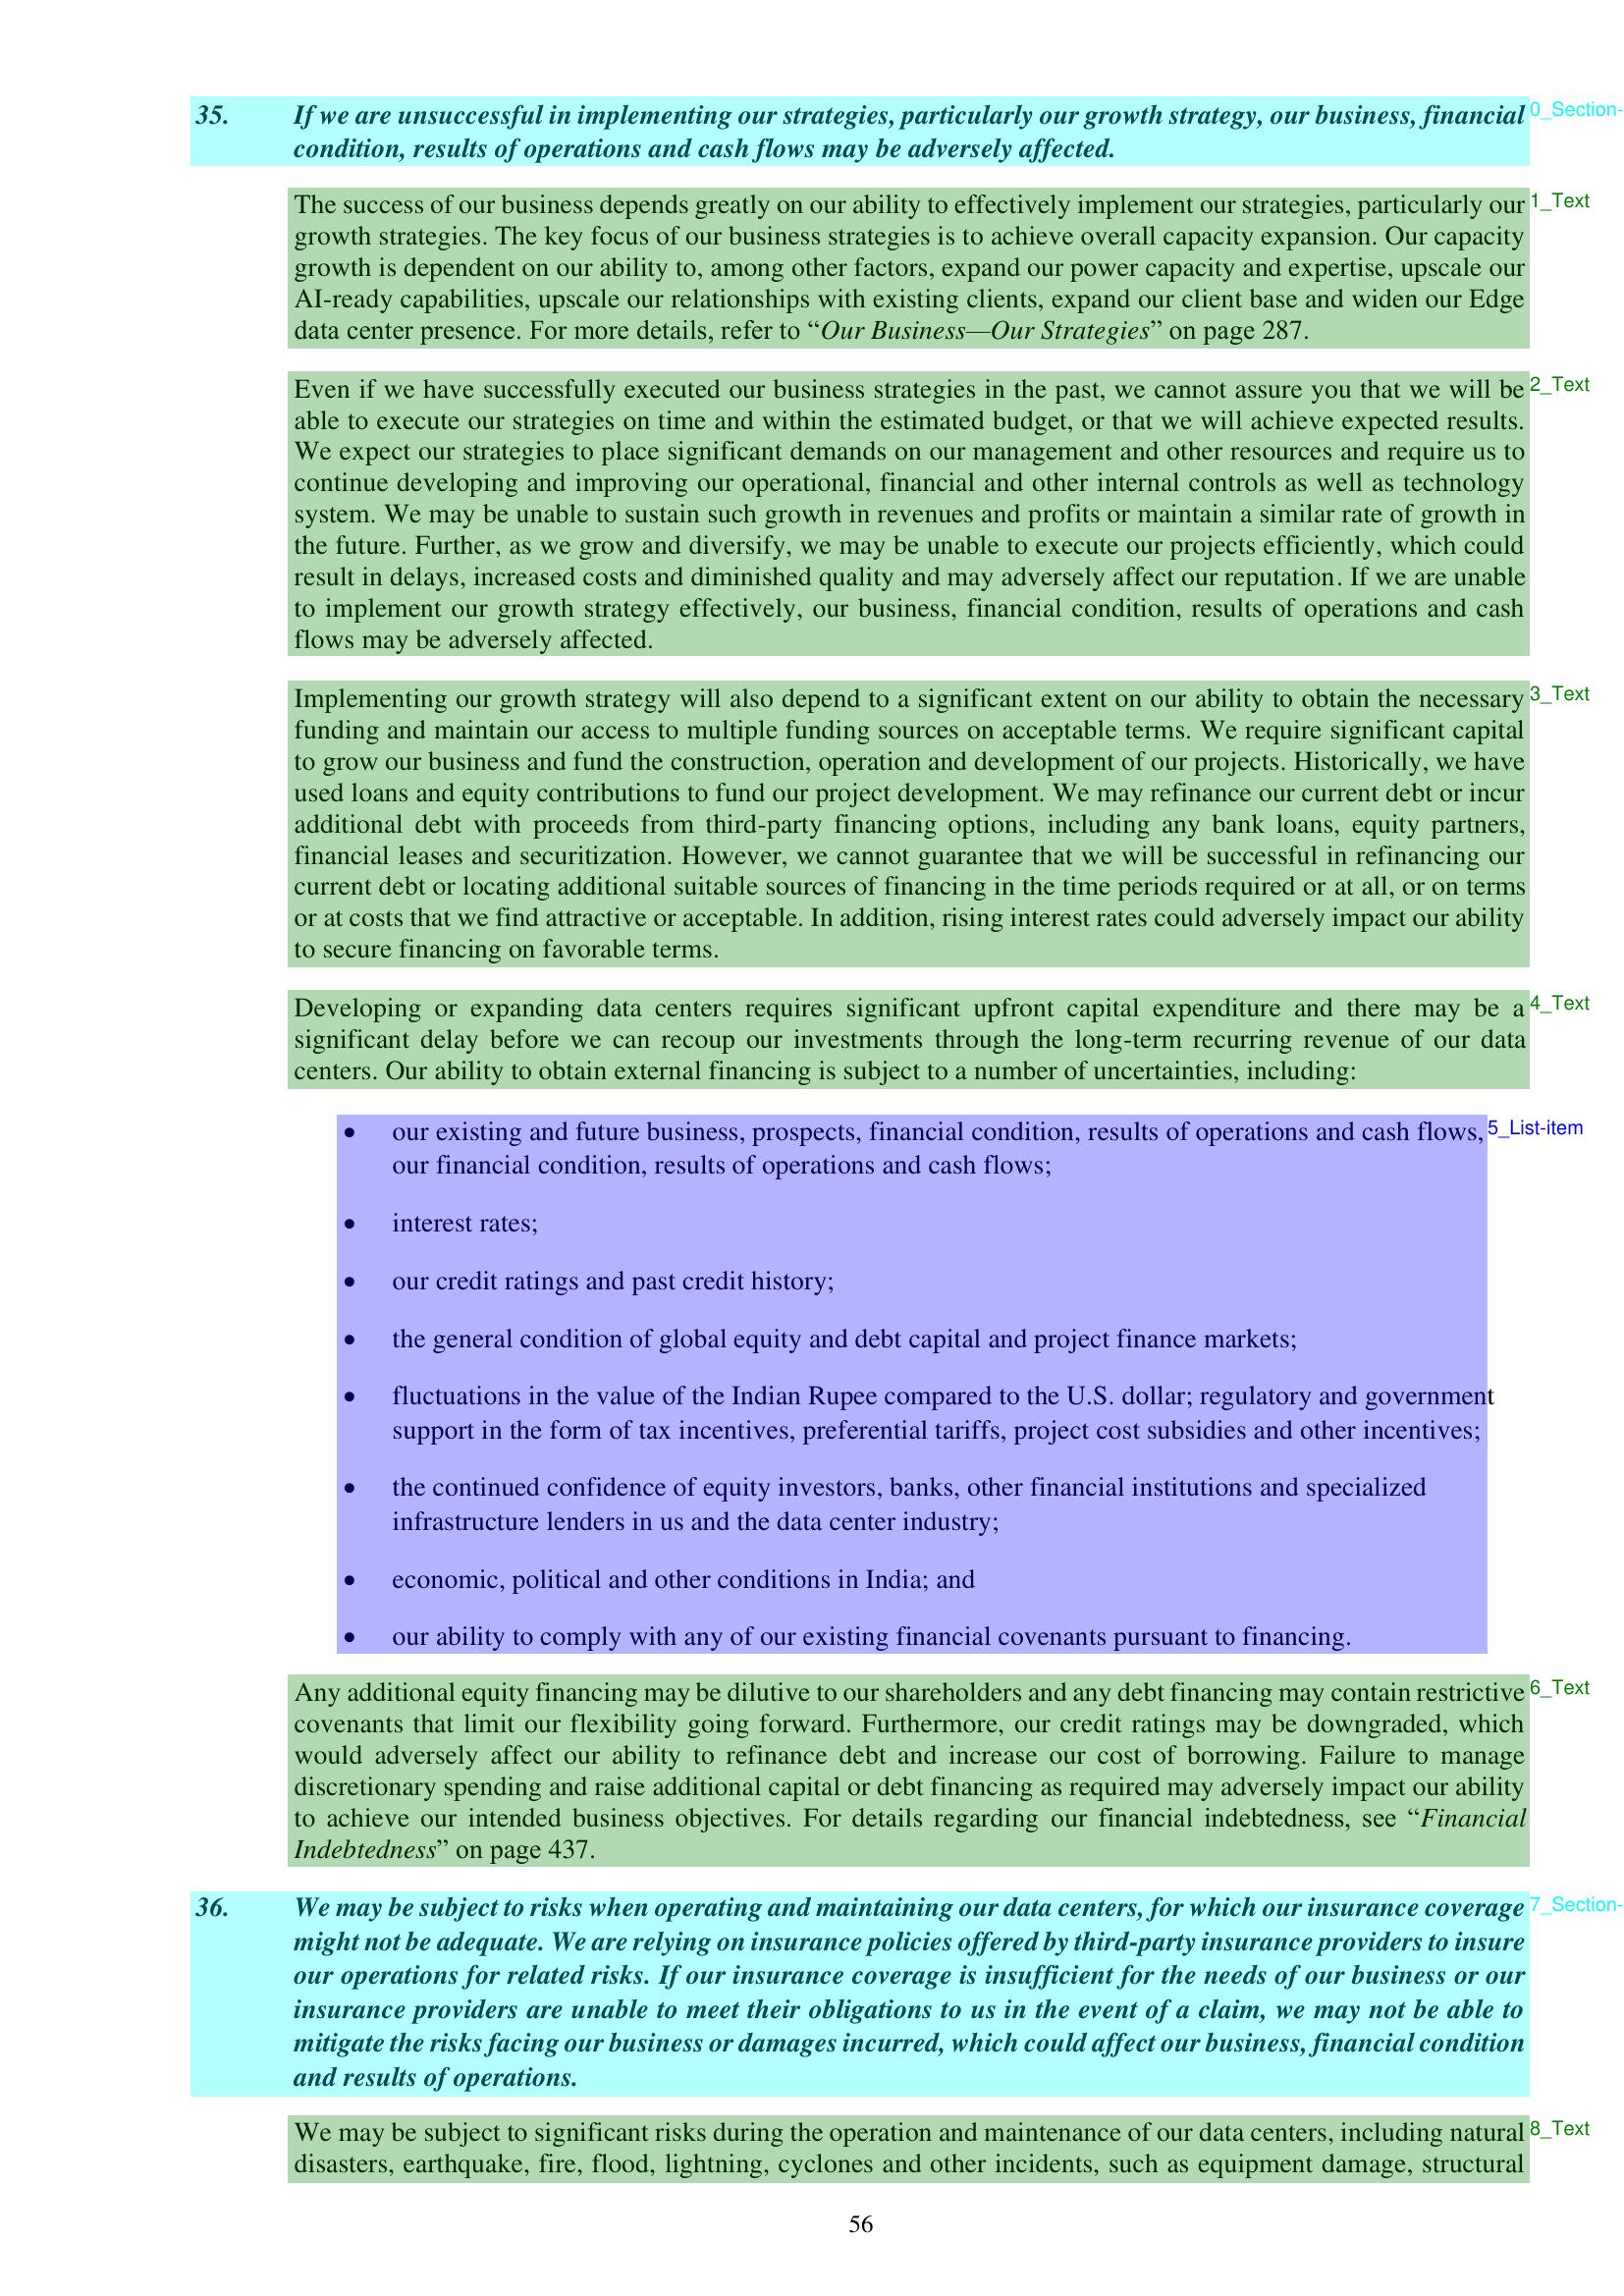 35. If we are unsuccessful in implementing our strategies, particularly our growth strategy, our business, financial
condition, results of operations and cash flows may be adversely affected.
0_Section-
The success of our business depends greatly on our ability to effectively implement our strategies, particularly our
growth strategies. The key focus of our business strategies is to achieve overall capacity expansion. Our capacity
growth is dependent on our ability to, among other factors, expand our power capacity and expertise, upscale our
AI-ready capabilities, upscale our relationships with existing clients, expand our client base and widen our Edge
data center presence. For more details, refer to “Our Business—Our Strategies” on page 287.
1_Text
Even if we have successfully executed our business strategies in the past, we cannot assure you that we will be
able to execute our strategies on time and within the estimated budget, or that we will achieve expected results.
We expect our strategies to place significant demands on our management and other resources and require us to
continue developing and improving our operational, financial and other internal controls as well as technology
system. We may be unable to sustain such growth in revenues and profits or maintain a similar rate of growth in
the future. Further, as we grow and diversify, we may be unable to execute our projects efficiently, which could
result in delays, increased costs and diminished quality and may adversely affect our reputation. If we are unable
to implement our growth strategy effectively, our business, financial condition, results of operations and cash
flows may be adversely affected.
2_Text
Implementing our growth strategy will also depend to a significant extent on our ability to obtain the necessary
funding and maintain our access to multiple funding sources on acceptable terms. We require significant capital
to grow our business and fund the construction, operation and development of our projects. Historically, we have
used loans and equity contributions to fund our project development. We may refinance our current debt or incur
additional debt with proceeds from third-party financing options, including any bank loans, equity partners,
financial leases and securitization. However, we cannot guarantee that we will be successful in refinancing our
current debt or locating additional suitable sources of financing in the time periods required or at all, or on terms
or at costs that we find attractive or acceptable. In addition, rising interest rates could adversely impact our ability
to secure financing on favorable terms.
3_Text
Developing or expanding data centers requires significant upfront capital expenditure and there may be a
significant delay before we can recoup our investments through the long-term recurring revenue of our data
centers. Our ability to obtain external financing is subject to a number of uncertainties, including:
4_Text
• our existing and future business, prospects, financial condition, results of operations and cash flows,
our financial condition, results of operations and cash flows;
5_List-item
• interest rates;
• our credit ratings and past credit history;
• the general condition of global equity and debt capital and project finance markets;
• fluctuations in the value of the Indian Rupee compared to the U.S. dollar; regulatory and government
support in the form of tax incentives, preferential tariffs, project cost subsidies and other incentives;
• the continued confidence of equity investors, banks, other financial institutions and specialized
infrastructure lenders in us and the data center industry;
• economic, political and other conditions in India; and
• our ability to comply with any of our existing financial covenants pursuant to financing.
Any additional equity financing may be dilutive to our shareholders and any debt financing may contain restrictive
covenants that limit our flexibility going forward. Furthermore, our credit ratings may be downgraded, which
would adversely affect our ability to refinance debt and increase our cost of borrowing. Failure to manage
discretionary spending and raise additional capital or debt financing as required may adversely impact our ability
to achieve our intended business objectives. For details regarding our financial indebtedness, see “Financial
Indebtedness” on page 437.
6_Text
36. We may be subject to risks when operating and maintaining our data centers, for which our insurance coverage
might not be adequate. We are relying on insurance policies offered by third-party insurance providers to insure
our operations for related risks. If our insurance coverage is insufficient for the needs of our business or our
insurance providers are unable to meet their obligations to us in the event of a claim, we may not be able to
mitigate the risks facing our business or damages incurred, which could affect our business, financial condition
and results of operations.
7_Section-
We may be subject to significant risks during the operation and maintenance of our data centers, including natural
disasters, earthquake, fire, flood, lightning, cyclones and other incidents, such as equipment damage, structural
8_Text
56